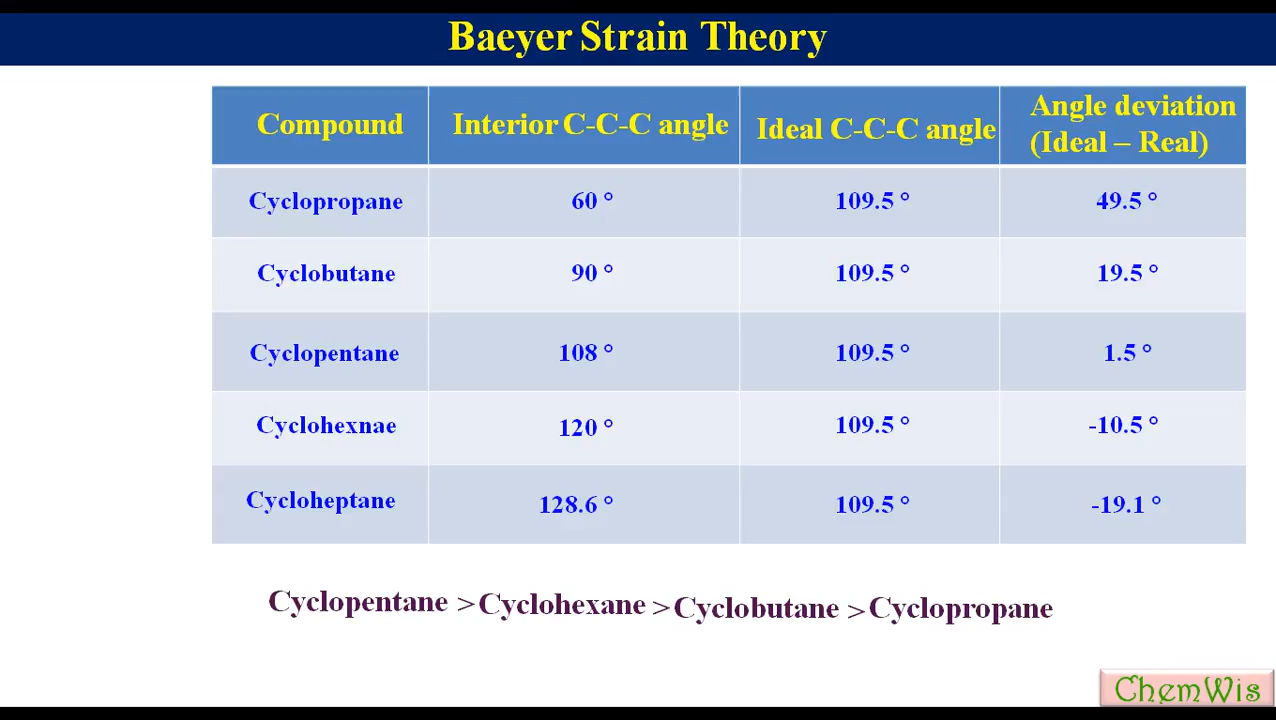 Baeyer Strain Theory
Compound Interior C-C-C angle Ideal C-C-C angle Angle deviation
(Ideal – Real)
Cyclopropane 60 ° 109.5 ° 49.5 °
Cyclobutane 90 ° 109.5 ° 19.5 °
Cyclopentane 108 ° 109.5 ° 1.5 °
Cyclohexnae 120 ° 109.5 ° -10.5 °
Cycloheptane 128.6 ° 109.5 ° -19.1 °
Cyclopentane > Cyclohexane > Cyclobutane > Cyclopropane
ChemWis